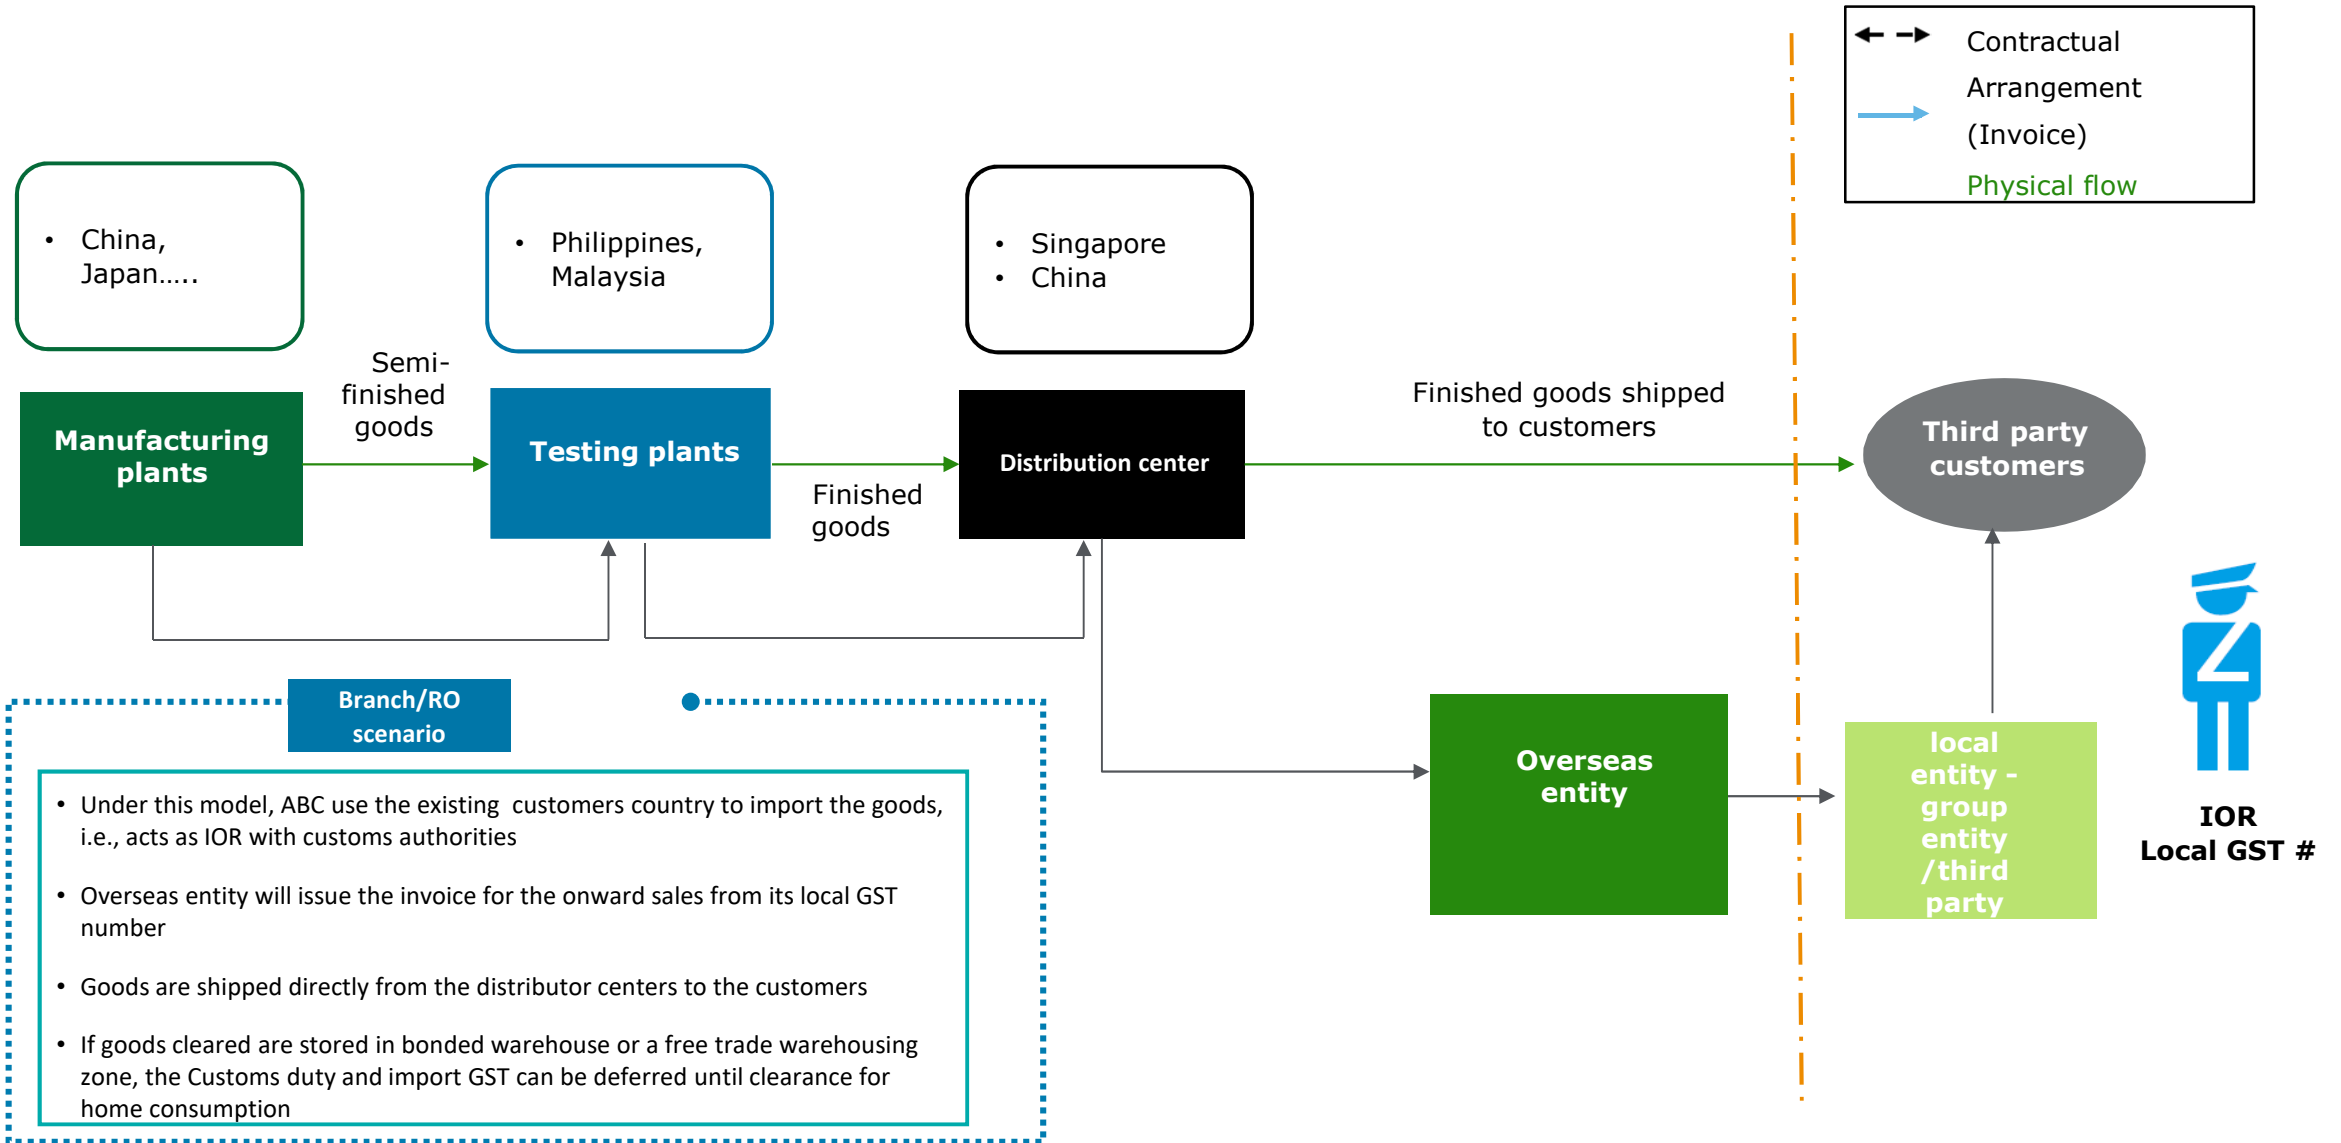 Contractual
Arrangement
(Invoice)
Physical flow
• China,
Japan…..
• Philippines,
Malaysia
• Singapore
• China
Semi-
finished
goods
Finished goods shipped
to customers
Manufacturing
plants
Testing plants
Distribution center
Third party
customers
Finished
goods
Branch/RO
scenario
Overseas
entity
local
entity -
group
entity
/third
party
IOR
Local GST #
• Under this model, ABC use the existing  customers country to import the goods,
i.e., acts as IOR with customs authorities
• Overseas entity will issue the invoice for the onward sales from its local GST
number
• Goods are shipped directly from the distributor centers to the customers
• If goods cleared are stored in bonded warehouse or a free trade warehousing
zone, the Customs duty and import GST can be deferred until clearance for
home consumption